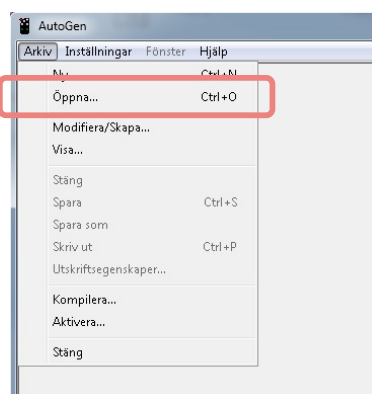 AutoGen
Arkiv Inställningar Fönster Hjälp
Ny Ctrl+N
Öppna... Ctrl+O
Modifiera/Skapa...
Visa...
Stäng
Spara Ctrl+S
Spara som
Skriv ut Ctrl+P
Utskriftsegenskaper...
Kompilera...
Aktivera...
Stäng